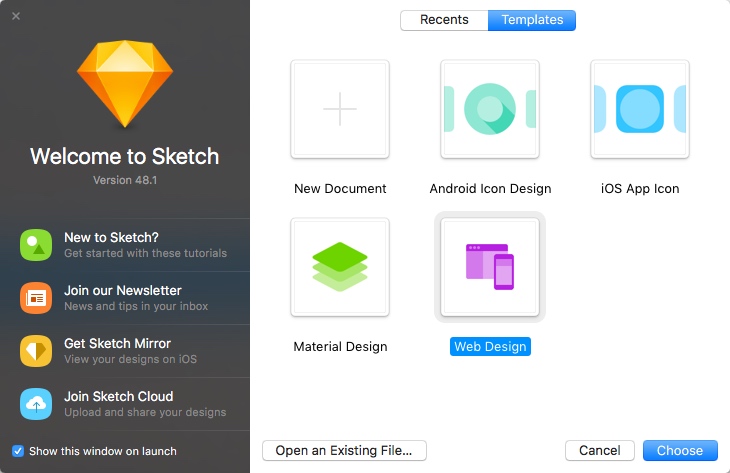 Recents
Templates
Welcome to Sketch
Version 48.1
New to Sketch?
Get started with these tutorials
Join our Newsletter
News and tips in your inbox
Get Sketch Mirror
View your designs on iOS
Join Sketch Cloud
Upload and share your designs
Show this window on launch
New Document
Android Icon Design
iOS App Icon
Material Design
Web Design
Open an Existing File...
Cancel
Choose